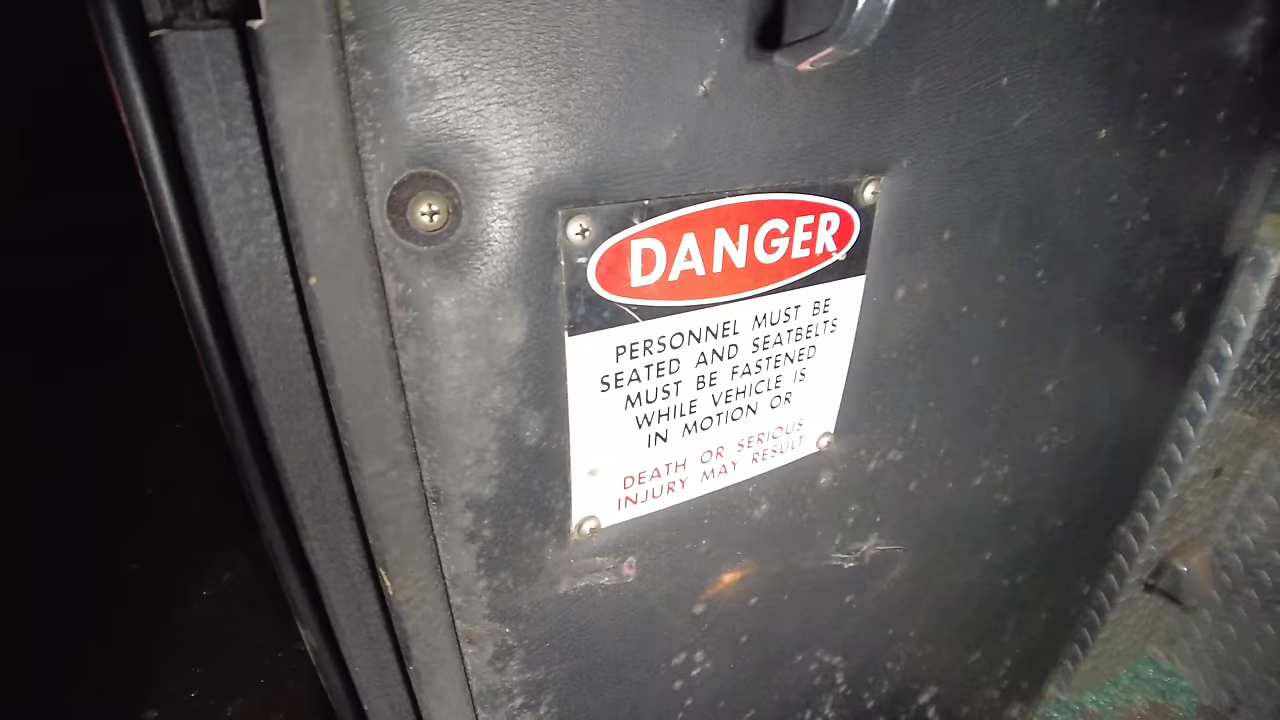 DANGER
PERSONNEL MUST BE
SEATED AND SEATBELTS
MUST BE FASTENED
WHILE VEHICLE IS
IN MOTION OR
DEATH OR SERIOUS
INJURY MAY RESULT